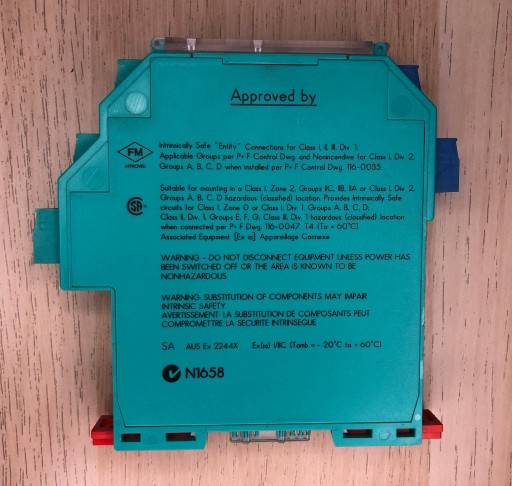 Approved by
FM
APPROVED
Intrinsically Safe "Entity" Connections for Class I, II, III, Div. 1,
Applicable Groups per P+F Control Dwg. and Nonincendive for Class I, Div. 2,
Groups A, B, C, D when installed per P+F Control Dwg. 116-0035
Suitable for mounting in a Class I, Zone 2, Groups IIC, IIB, IIA or Class I, Div. 2,
Groups A, B, C, D hazardous (classified) location. Provides Intrinsically Safe
circuits for Class I, Zone 0 or Class I, Div. 1, Groups A, B, C, D;
Class II, Div. 1, Groups E, F, G; Class III, Div. 1 hazardous (classified) location
when connected per P+F Dwg. 116-0047. T4 (Ta = 60°C)
Associated Equipment [Ex ia] Appareillage Connexe
WARNING - DO NOT DISCONNECT EQUIPMENT UNLESS POWER HAS
BEEN SWITCHED OFF OR THE AREA IS KNOWN TO BE
NONHAZARDOUS
WARNING: SUBSTITUTION OF COMPONENTS MAY IMPAIR
INTRINSIC SAFETY.
AVERTISSEMENT: LA SUBSTITUTION DE COMPOSANTS PEUT
COMPROMETTRE LA SECURITE INTRINSEQUE
SA AUS Ex 2244X Ex(ia) I/IIC (Tamb = - 20°C to + 60°C)
N1658